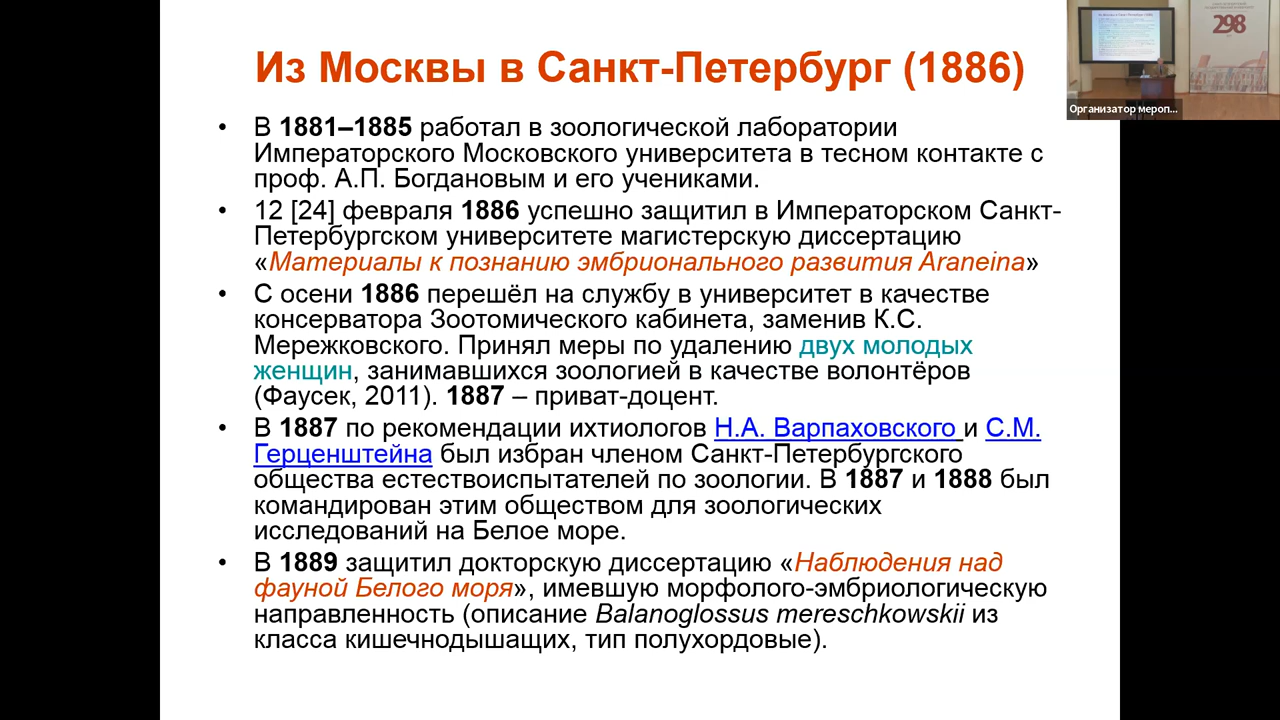 Из Москвы в Санкт-Петербург (1886)
• В 1881–1885 работал в зоологической лаборатории
Императорского Московского университета в тесном контакте с
проф. А.П. Богдановым и его учениками.
• 12 [24] февраля 1886 успешно защитил в Императорском Санкт-
Петербургском университете магистерскую диссертацию
«Материалы к познанию эмбрионального развития Araneina»
• С осени 1886 перешёл на службу в университет в качестве
консерватора Зоотомического кабинета, заменив К.С.
Мережковского. Принял меры по удалению двух молодых
женщин, занимавшихся зоологией в качестве волонтёров
(Фаусек, 2011). 1887 – приват-доцент.
• В 1887 по рекомендации ихтиологов Н.А. Варпаховского и С.М.
Герценштейна был избран членом Санкт-Петербургского
общества естествоиспытателей по зоологии. В 1887 и 1888 был
командирован этим обществом для зоологических
исследований на Белое море.
• В 1889 защитил докторскую диссертацию «Наблюдения над
фауной Белого моря», имевшую морфолого-эмбриологическую
направленность (описание Balanoglossus mereschkowskii из
класса кишечнодышащих, тип полухордовые).
298
Организатор мероп...